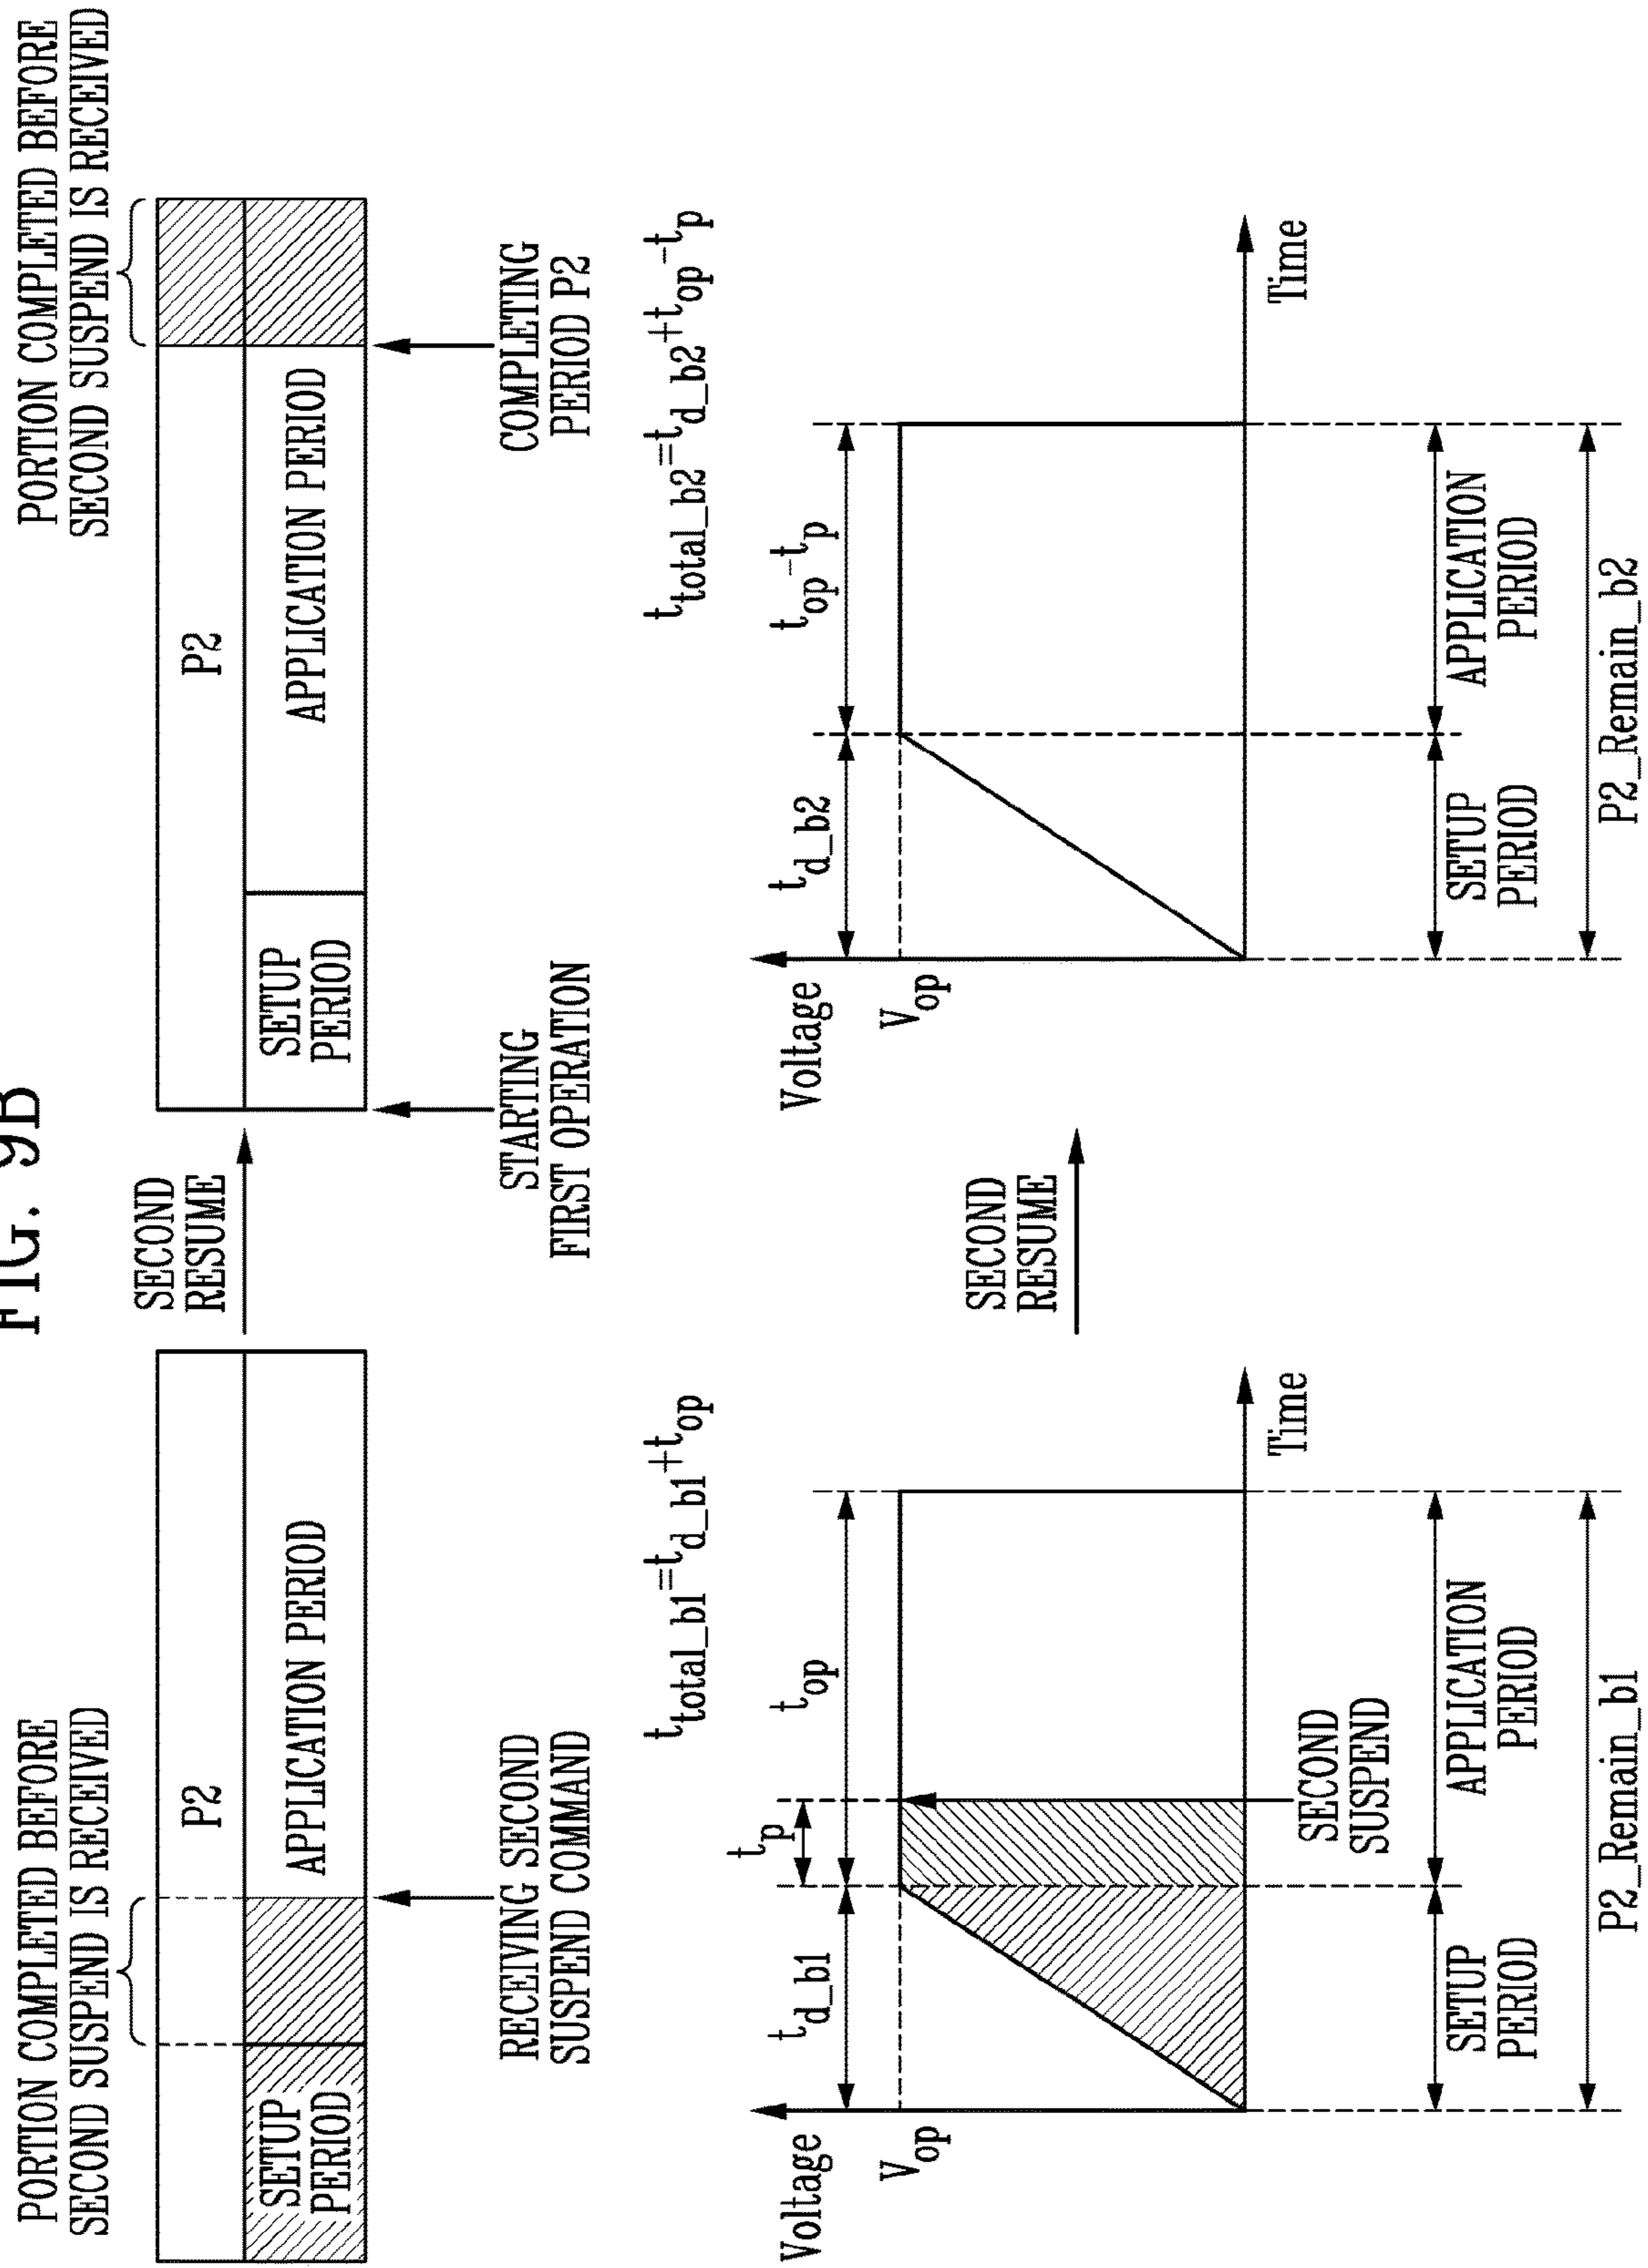 FIG. 9B
PORTION COMPLETED BEFORE
SECOND SUSPEND IS RECEIVED
P2
SETUP
PERIOD
APPLICATION PERIOD
RECEIVING SECOND
SUSPEND COMMAND
SECOND
RESUME
PORTION COMPLETED BEFORE
SECOND SUSPEND IS RECEIVED
P2
SETUP
PERIOD
APPLICATION PERIOD
STARTING
FIRST OPERATION
COMPLETING
PERIOD P2
t_total_b1=t_d_b1+t_op
Voltage
V_op
t_d_b1
t_p
t_op
Time
SECOND
SUSPEND
SETUP
PERIOD
APPLICATION
PERIOD
P2_Remain_b1
SECOND
RESUME
t_total_b2=t_d_b2+t_op-t_p
Voltage
V_op
t_d_b2
t_op-t_p
Time
SETUP
PERIOD
APPLICATION
PERIOD
P2_Remain_b2